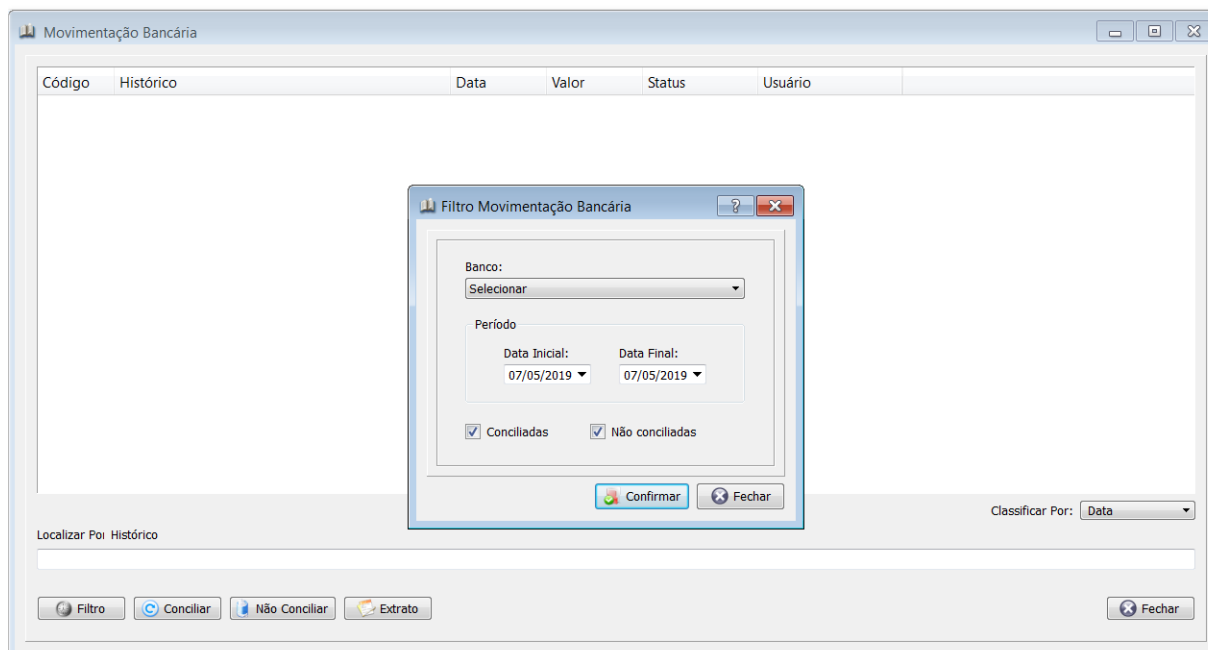 Movimentação Bancária
Código Histórico Data Valor Status Usuário
Filtro Movimentação Bancária
Banco:
Selecionar
Período
Data Inicial: Data Final:
07/05/2019 07/05/2019
Conciliadas Não conciliadas
Confirmar Fechar
Classificar Por: Data
Localizar Por Histórico
Filtro Conciliar Não Conciliar Extrato Fechar